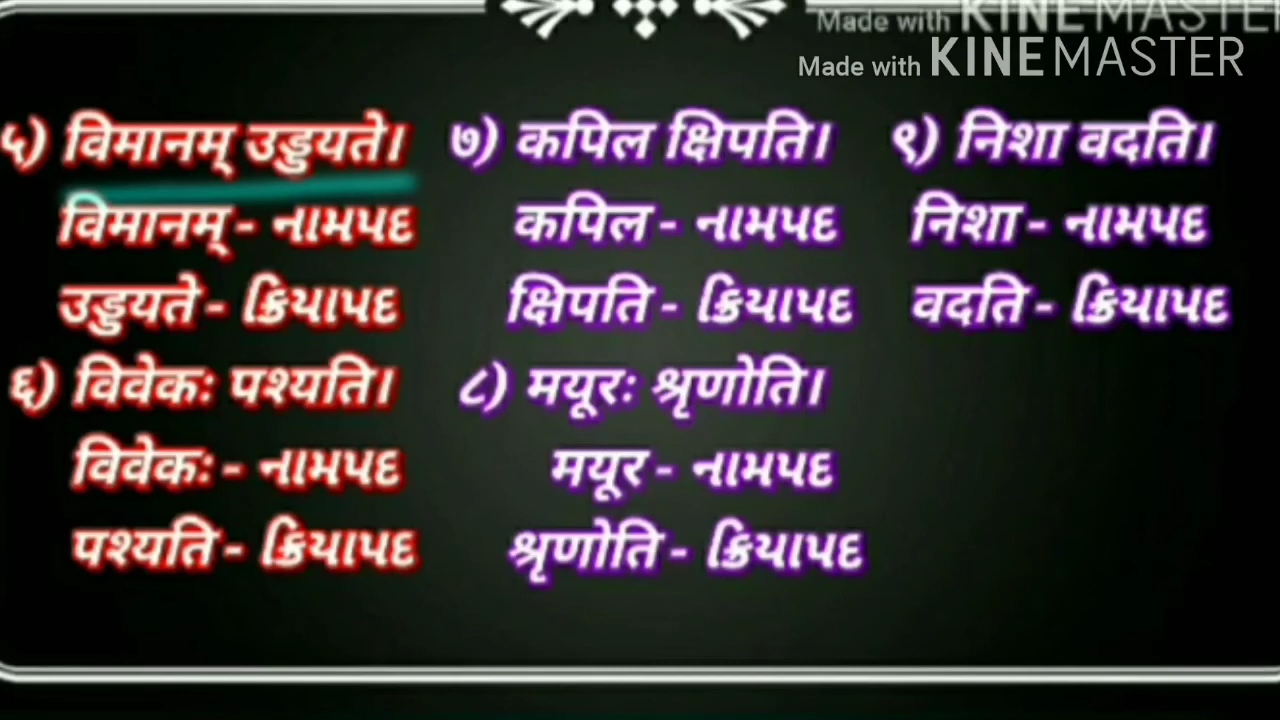 Made with KINEMASTER
Made with KINEMASTER
५) विमानम् उड्डयते।
विमानम् - નામપદ
उड्डयते - ક્રિયાપદ
६) विवेकः पश्यति।
विवेकः - નામપદ
पश्यति - ક્રિયાપદ
७) कपिल क्षिपति।
कपिल - નામપદ
क्षिपति - ક્રિયાપદ
८) मयूरः श्रृणोति।
मयूर - નામપદ
श्रृणोति - ક્રિયાપદ
९) निशा वदति।
निशा - નામપદ
वदति - ક્રિયાપદ